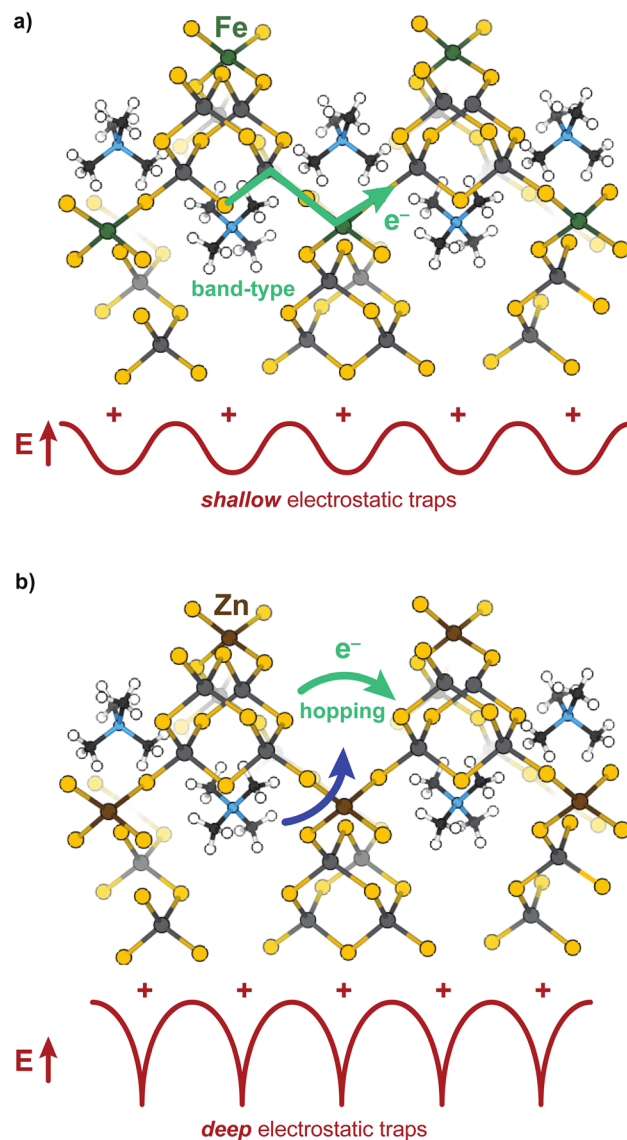 a)
Fe
e⁻
band-type
+ + + + +
E
shallow electrostatic traps
b)
Zn
e⁻
hopping
+ + + + +
E
deep electrostatic traps